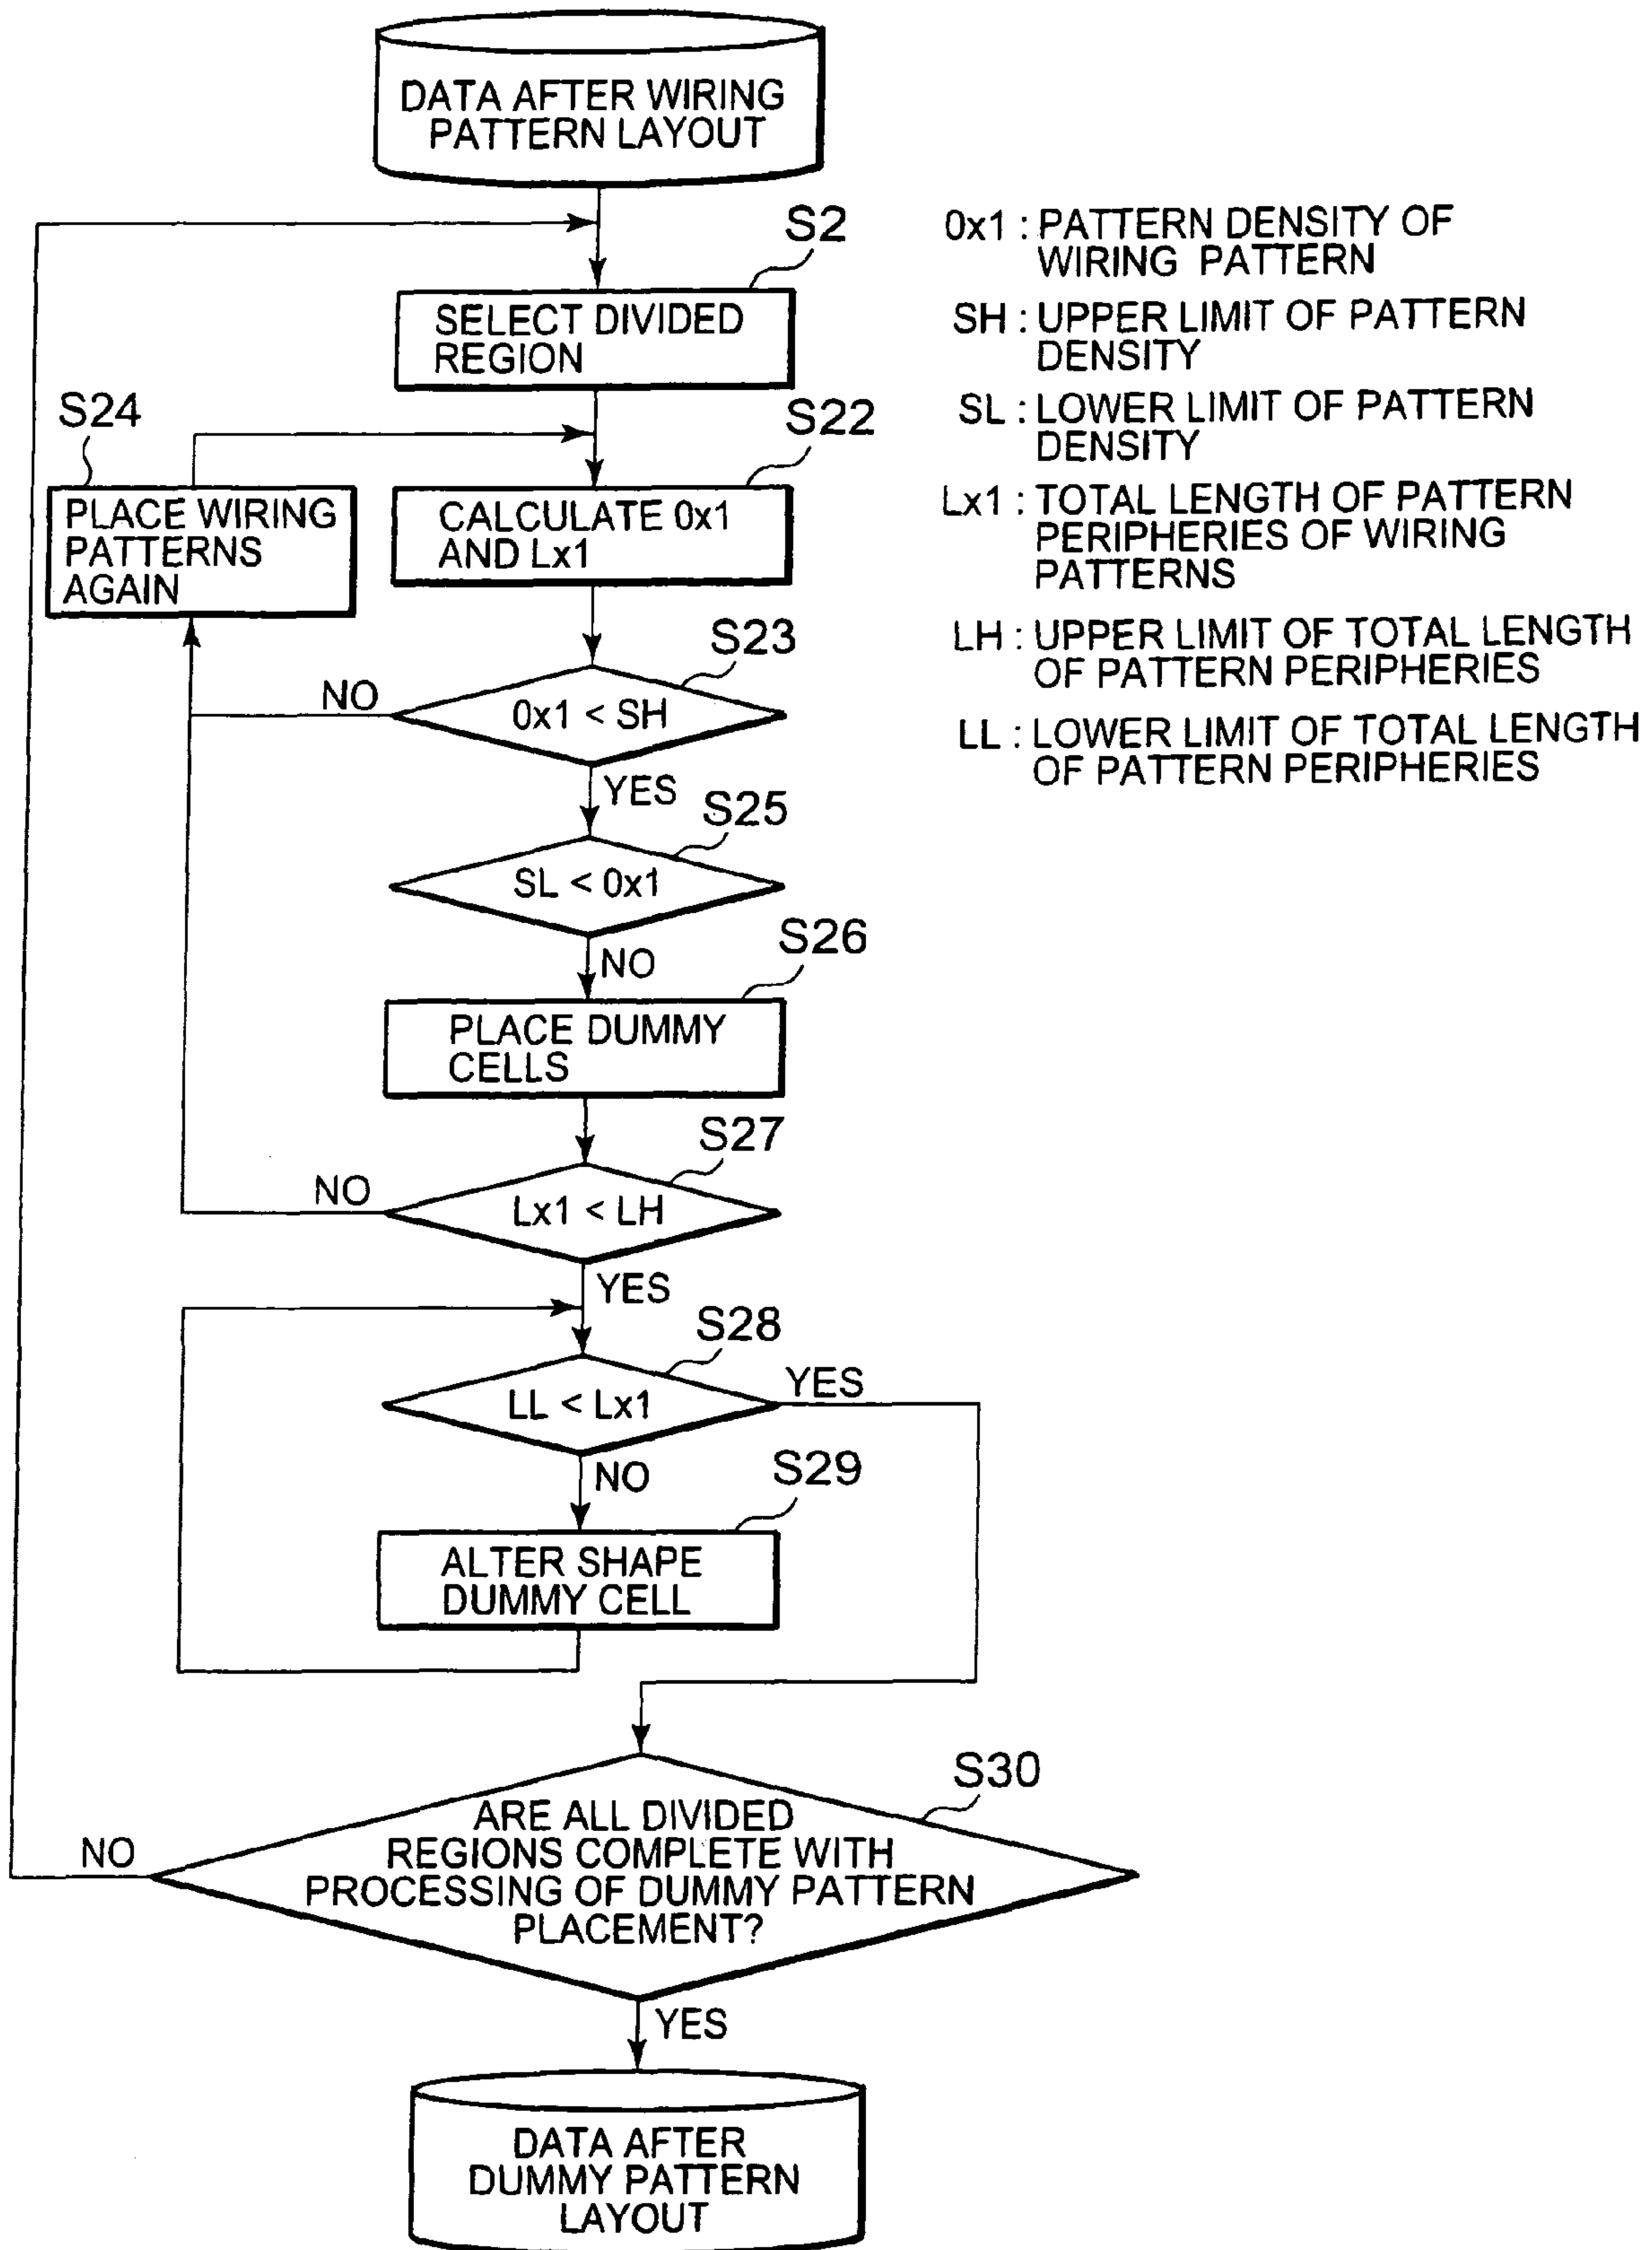 DATA AFTER WIRING
PATTERN LAYOUT
S2
SELECT DIVIDED
REGION
S24
PLACE WIRING
PATTERNS
AGAIN
S22
CALCULATE 0x1
AND Lx1
S23
NO
0x1 < SH
YES
S25
SL < 0x1
NO
S26
PLACE DUMMY
CELLS
S27
NO
Lx1 < LH
YES
S28
LL < Lx1
YES
NO
S29
ALTER SHAPE
DUMMY CELL
S30
NO
ARE ALL DIVIDED
REGIONS COMPLETE WITH
PROCESSING OF DUMMY PATTERN
PLACEMENT?
YES
DATA AFTER
DUMMY PATTERN
LAYOUT
0x1 : PATTERN DENSITY OF
WIRING PATTERN
SH : UPPER LIMIT OF PATTERN
DENSITY
SL : LOWER LIMIT OF PATTERN
DENSITY
Lx1 : TOTAL LENGTH OF PATTERN
PERIPHERIES OF WIRING
PATTERNS
LH : UPPER LIMIT OF TOTAL LENGTH
OF PATTERN PERIPHERIES
LL : LOWER LIMIT OF TOTAL LENGTH
OF PATTERN PERIPHERIES